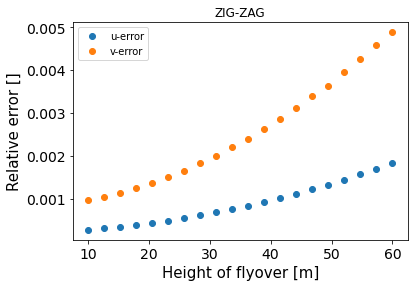 ZIG-ZAG
u-error
v-error
0.005
0.004
0.003
0.002
0.001
Relative error []
10 20 30 40 50 60
Height of flyover [m]